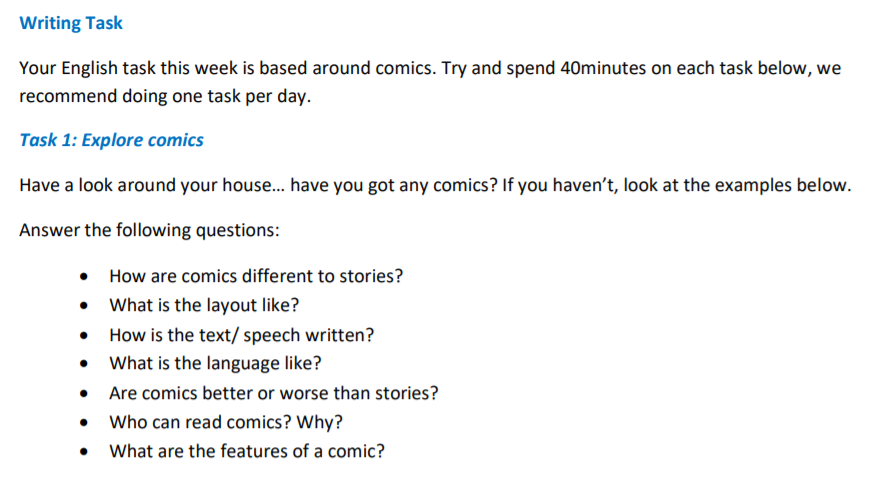 Writing Task
Your English task this week is based around comics. Try and spend 40minutes on each task below, we
recommend doing one task per day.
Task 1: Explore comics
Have a look around your house... have you got any comics? If you haven't, look at the examples below.
Answer the following questions:
• How are comics different to stories?
• What is the layout like?
• How is the text/ speech written?
• What is the language like?
• Are comics better or worse than stories?
• Who can read comics? Why?
• What are the features of a comic?